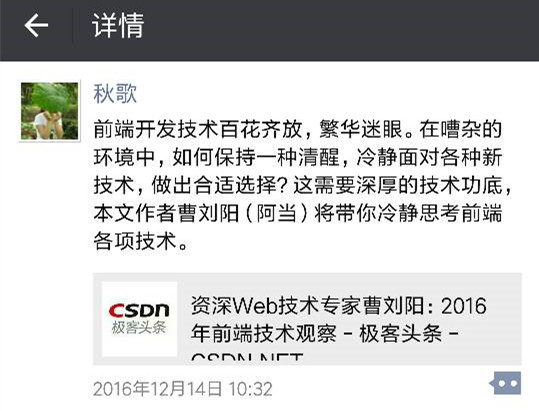 详情
秋歌
前端开发技术百花齐放，繁华迷眼。在嘈杂的
环境中，如何保持一种清醒，冷静面对各种新
技术，做出合适选择？这需要深厚的技术功底，
本文作者曹刘阳（阿当）将带你冷静思考前端
各项技术。
CSDN
极客头条
资深Web技术专家曹刘阳：2016
年前端技术观察 - 极客头条 -
CSDN.NET
2016年12月14日 10:32